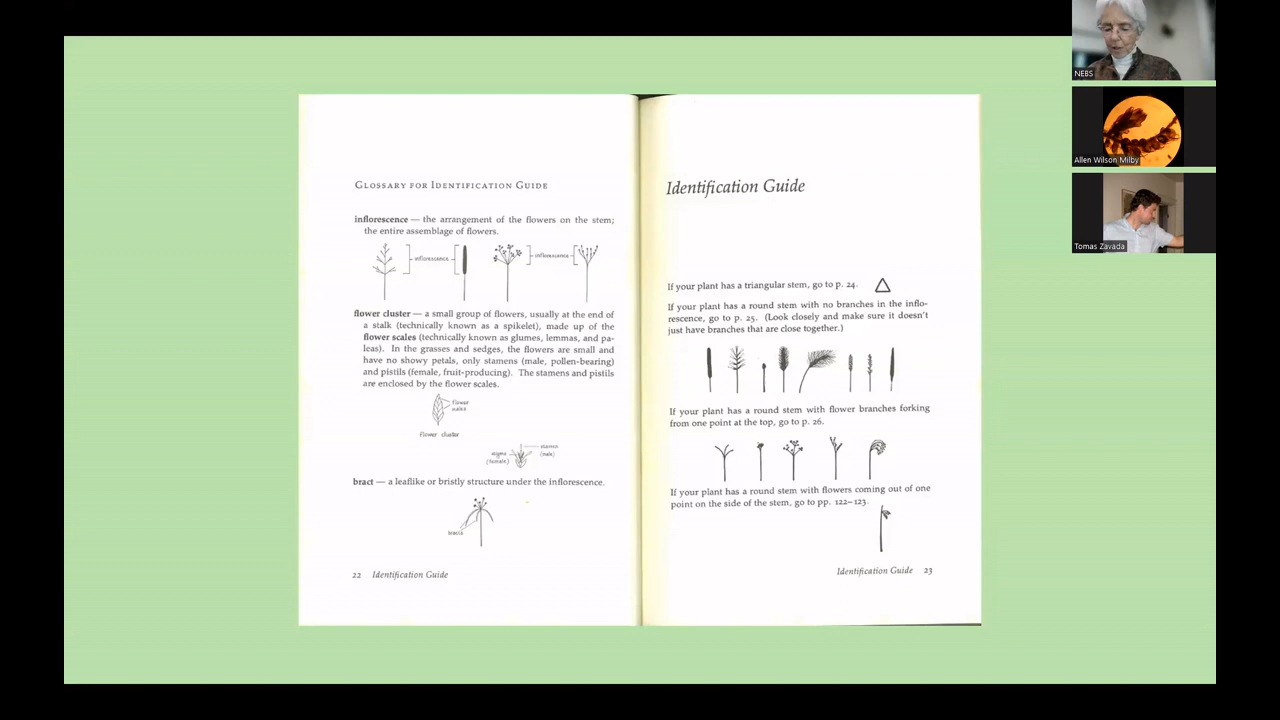 GLOSSARY FOR IDENTIFICATION GUIDE
inflorescence — the arrangement of the flowers on the stem;
the entire assemblage of flowers.
inflorescence
inflorescence
flower cluster — a small group of flowers, usually at the end of
a stalk (technically known as a spikelet), made up of the
flower scales (technically known as glumes, lemmas, and pa-
leas). In the grasses and sedges, the flowers are small and
have no showy petals, only stamens (male, pollen-bearing)
and pistils (female, fruit-producing). The stamens and pistils
are enclosed by the flower scales.
flower
scales
flower cluster
stigma
(female)
stamen
(male)
bract — a leaflike or bristly structure under the inflorescence.
bracts
22 Identification Guide
Identification Guide
If your plant has a triangular stem, go to p. 24.
If your plant has a round stem with no branches in the inflo-
rescence, go to p. 25. (Look closely and make sure it doesn't
just have branches that are close together.)
If your plant has a round stem with flower branches forking
from one point at the top, go to p. 26.
If your plant has a round stem with flowers coming out of one
point on the side of the stem, go to pp. 122–123.
Identification Guide 23
NEBS
Allen Wilson Milby
Tomas Zavada